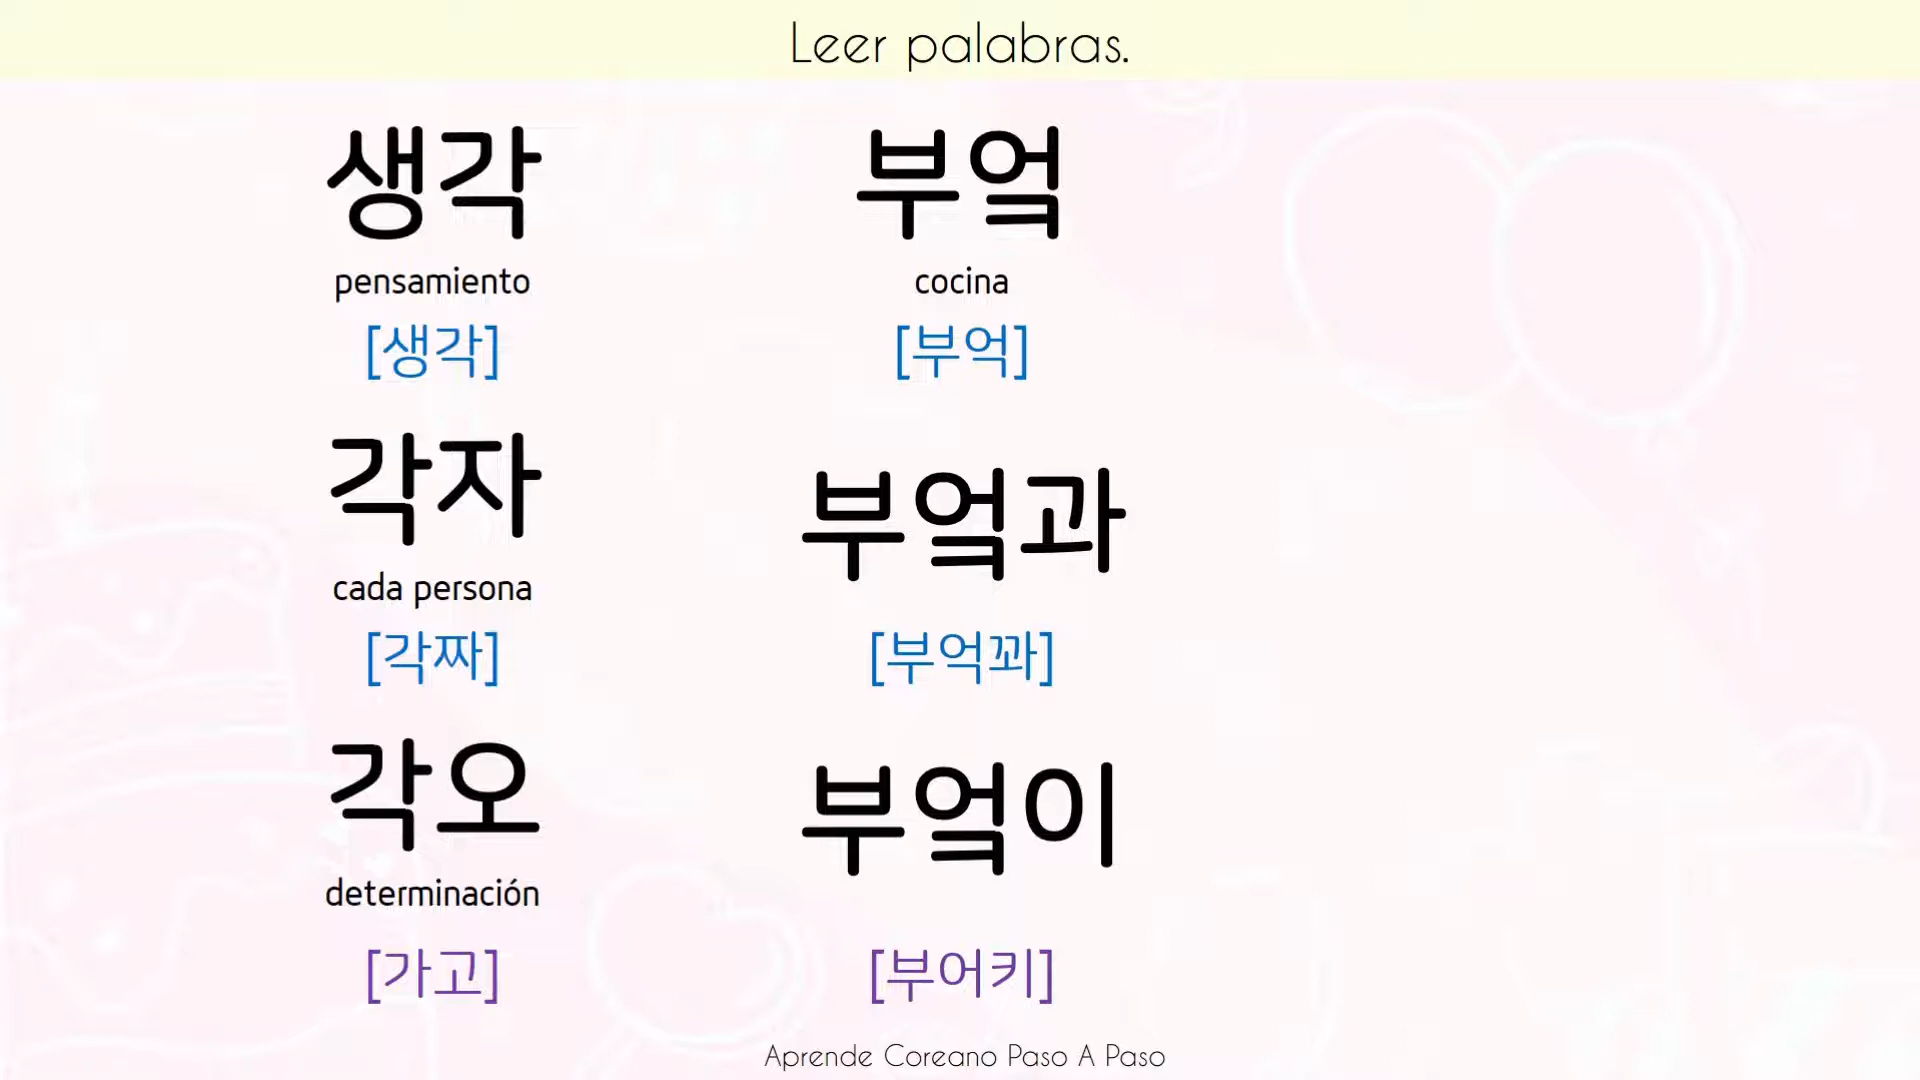 Leer palabras.
생각
pensamiento
[생각]
각자
cada persona
[각짜]
각오
determinación
[가고]
부엌
cocina
[부억]
부엌과
[부억꽈]
부엌이
[부어키]
Aprende Coreano Paso A Paso